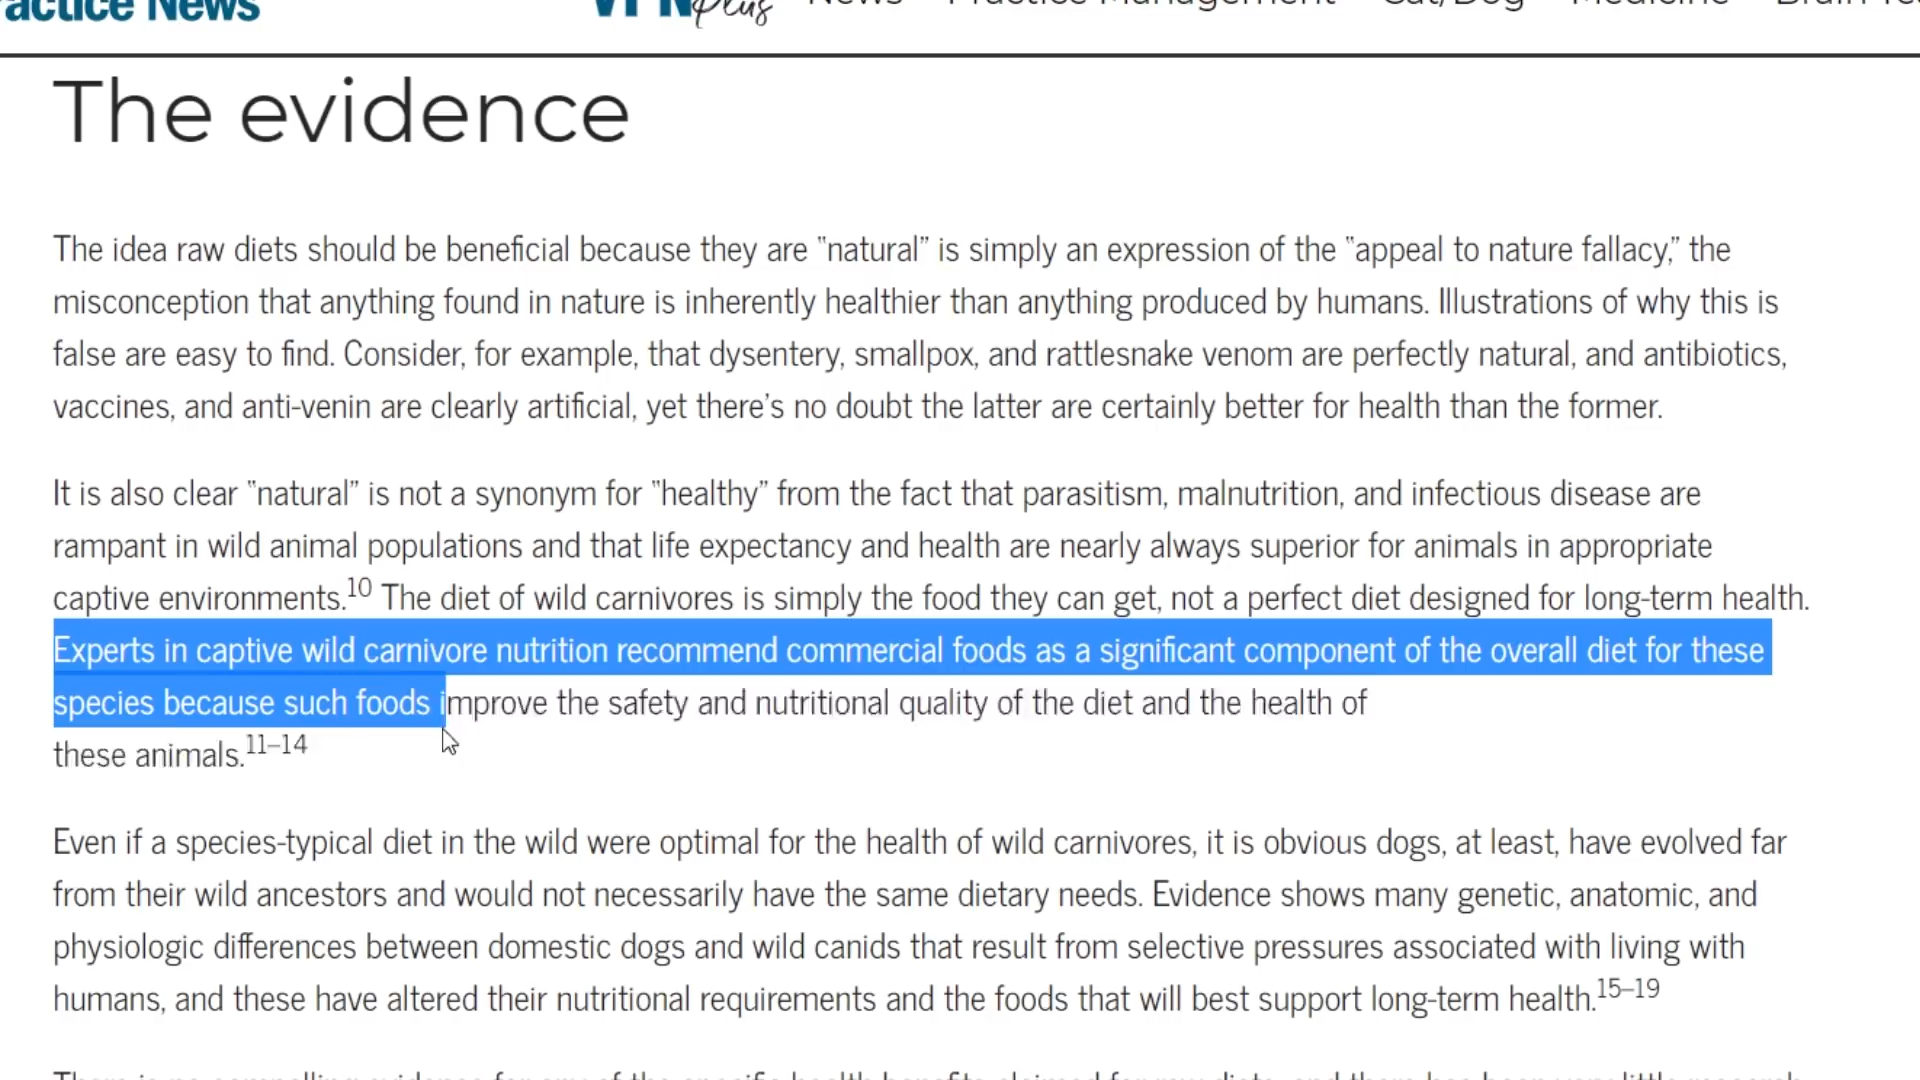 Practice News
VPN Plus News Practice Management Cat/Dog Medicine
The evidence
The idea raw diets should be beneficial because they are “natural” is simply an expression of the “appeal to nature fallacy,” the
misconception that anything found in nature is inherently healthier than anything produced by humans. Illustrations of why this is
false are easy to find. Consider, for example, that dysentery, smallpox, and rattlesnake venom are perfectly natural, and antibiotics,
vaccines, and anti-venin are clearly artificial, yet there’s no doubt the latter are certainly better for health than the former.
It is also clear “natural” is not a synonym for “healthy” from the fact that parasitism, malnutrition, and infectious disease are
rampant in wild animal populations and that life expectancy and health are nearly always superior for animals in appropriate
captive environments.10 The diet of wild carnivores is simply the food they can get, not a perfect diet designed for long-term health.
Experts in captive wild carnivore nutrition recommend commercial foods as a significant component of the overall diet for these
species because such foods improve the safety and nutritional quality of the diet and the health of
these animals.11–14
Even if a species-typical diet in the wild were optimal for the health of wild carnivores, it is obvious dogs, at least, have evolved far
from their wild ancestors and would not necessarily have the same dietary needs. Evidence shows many genetic, anatomic, and
physiologic differences between domestic dogs and wild canids that result from selective pressures associated with living with
humans, and these have altered their nutritional requirements and the foods that will best support long-term health.15–19